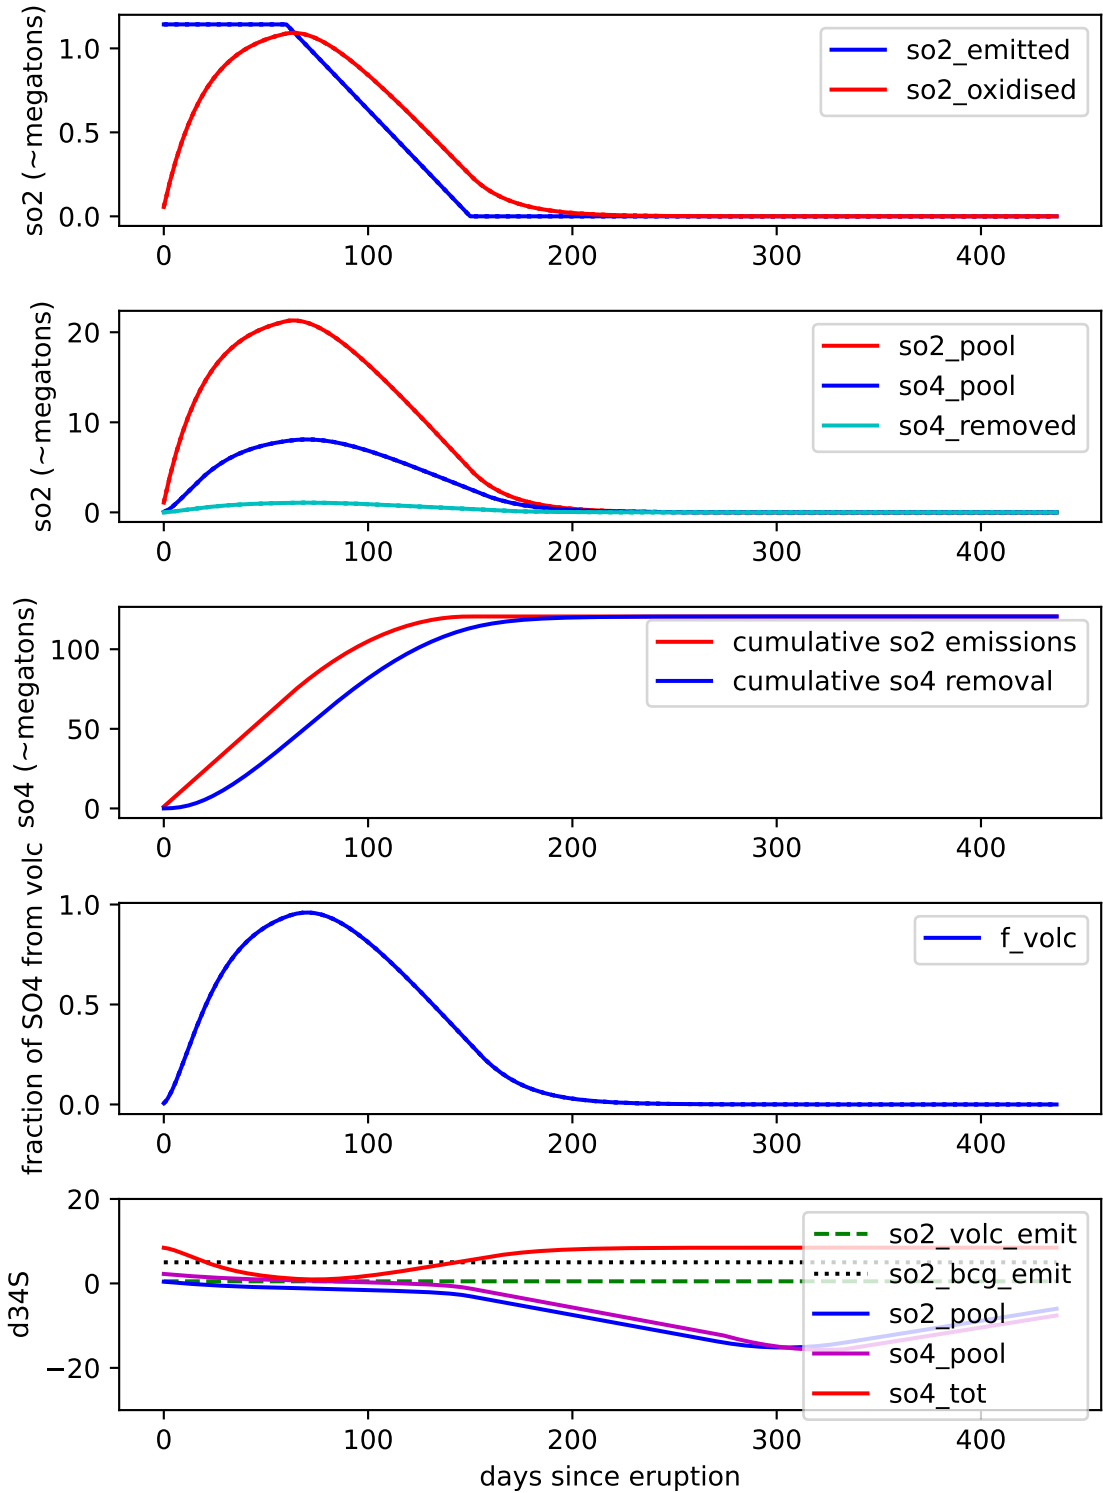 so2 (~megatons)
1.0
0.5
0.0
so2_emitted
so2_oxidised
0 100 200 300 400
so2 (~megatons)
20
10
0
so2_pool
so4_pool
so4_removed
0 100 200 300 400
so4 (~megatons)
100
50
0
cumulative so2 emissions
cumulative so4 removal
0 100 200 300 400
fraction of SO4 from volc
1.0
0.5
0.0
f_volc
0 100 200 300 400
d34S
20
0
−20
so2_volc_emit
so2_bcg_emit
so2_pool
so4_pool
so4_tot
0 100 200 300 400
days since eruption